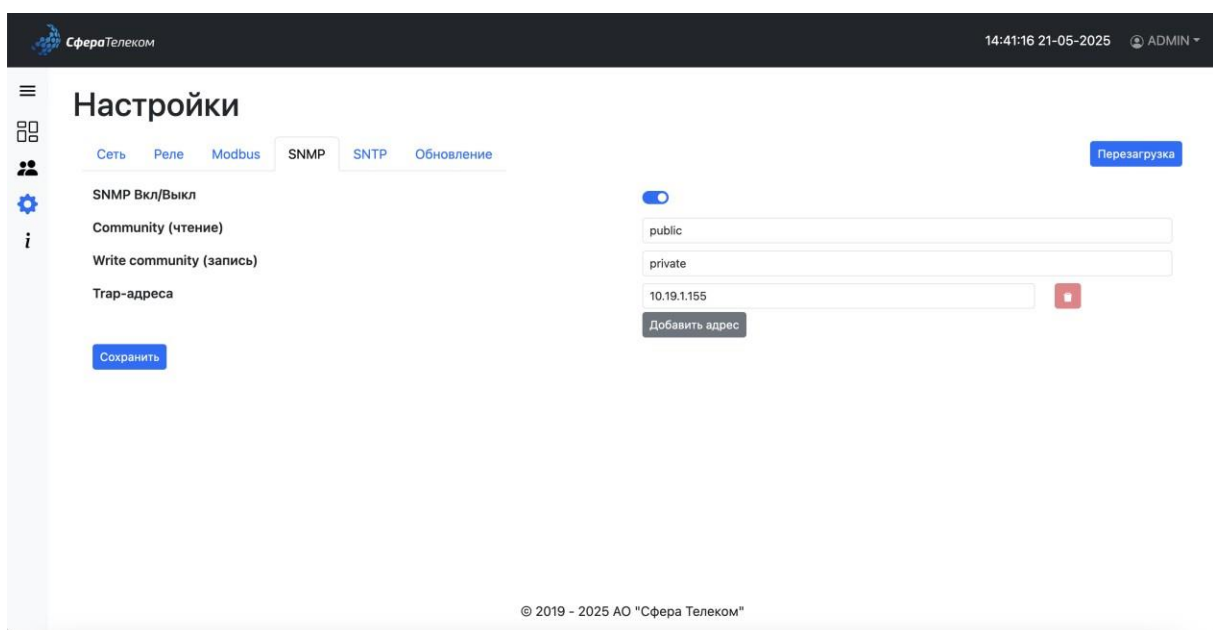 СфераТелеком
14:41:16 21-05-2025 ADMIN
Настройки
Сеть Реле Modbus SNMP SNTP Обновление Перезагрузка
SNMP Вкл/Выкл
Community (чтение) public
Write community (запись) private
Trap-адреса 10.19.1.155
Добавить адрес
Сохранить
© 2019 - 2025 АО "Сфера Телеком"